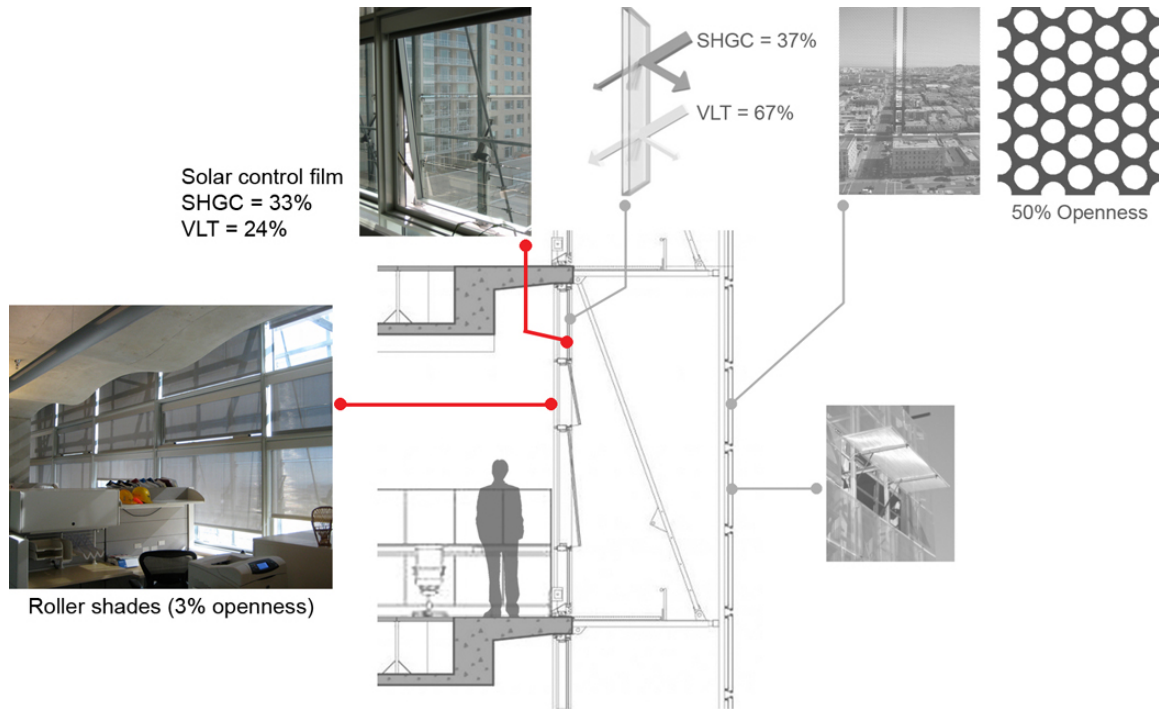 SHGC = 37%
VLT = 67%
Solar control film
SHGC = 33%
VLT = 24%
50% Openness
Roller shades (3% openness)